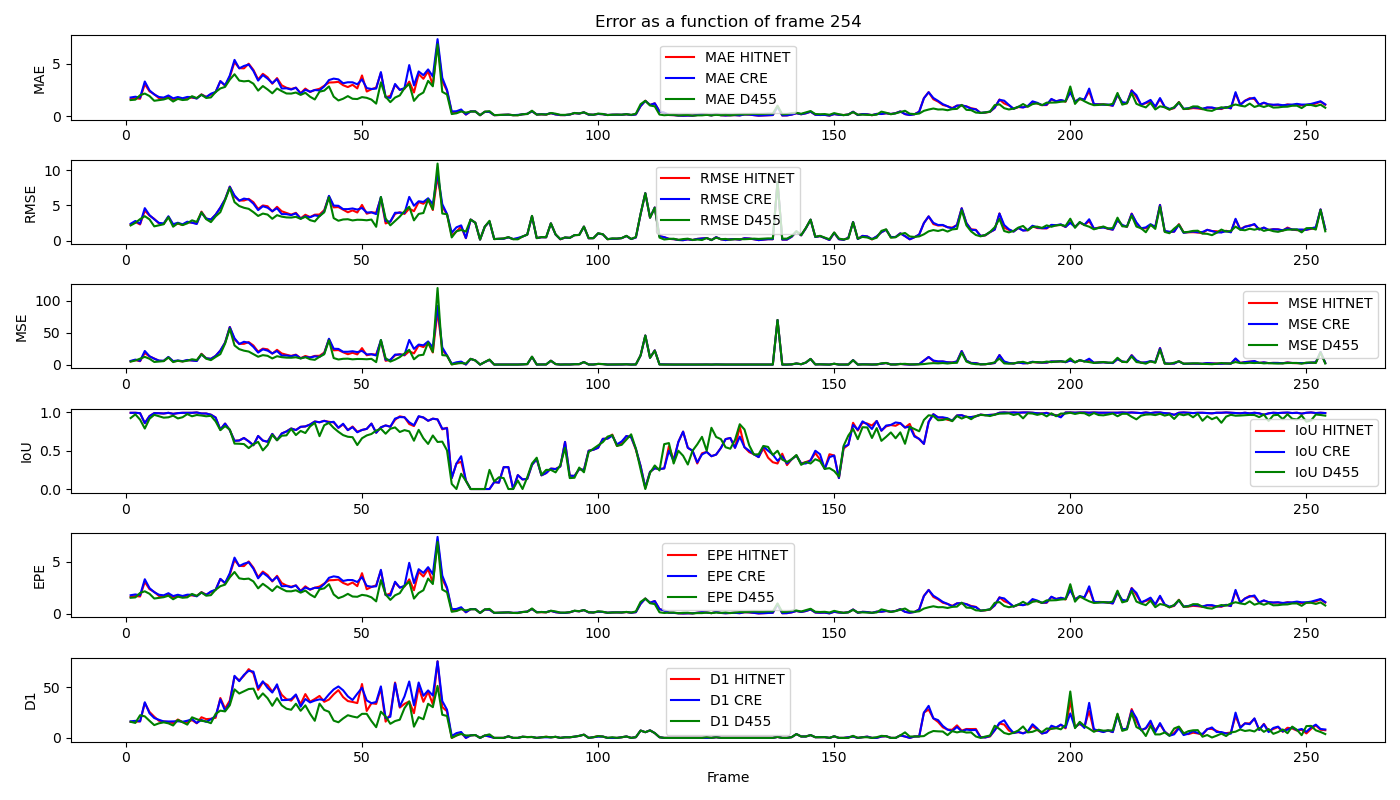 Error as a function of frame 254
MAE
5
0
MAE HITNET
MAE CRE
MAE D455
0 50 100 150 200 250
RMSE
10
5
0
RMSE HITNET
RMSE CRE
RMSE D455
0 50 100 150 200 250
MSE
100
50
0
MSE HITNET
MSE CRE
MSE D455
0 50 100 150 200 250
IoU
1.0
0.5
0.0
IoU HITNET
IoU CRE
IoU D455
0 50 100 150 200 250
EPE
5
0
EPE HITNET
EPE CRE
EPE D455
0 50 100 150 200 250
D1
50
0
D1 HITNET
D1 CRE
D1 D455
0 50 100 150 200 250
Frame